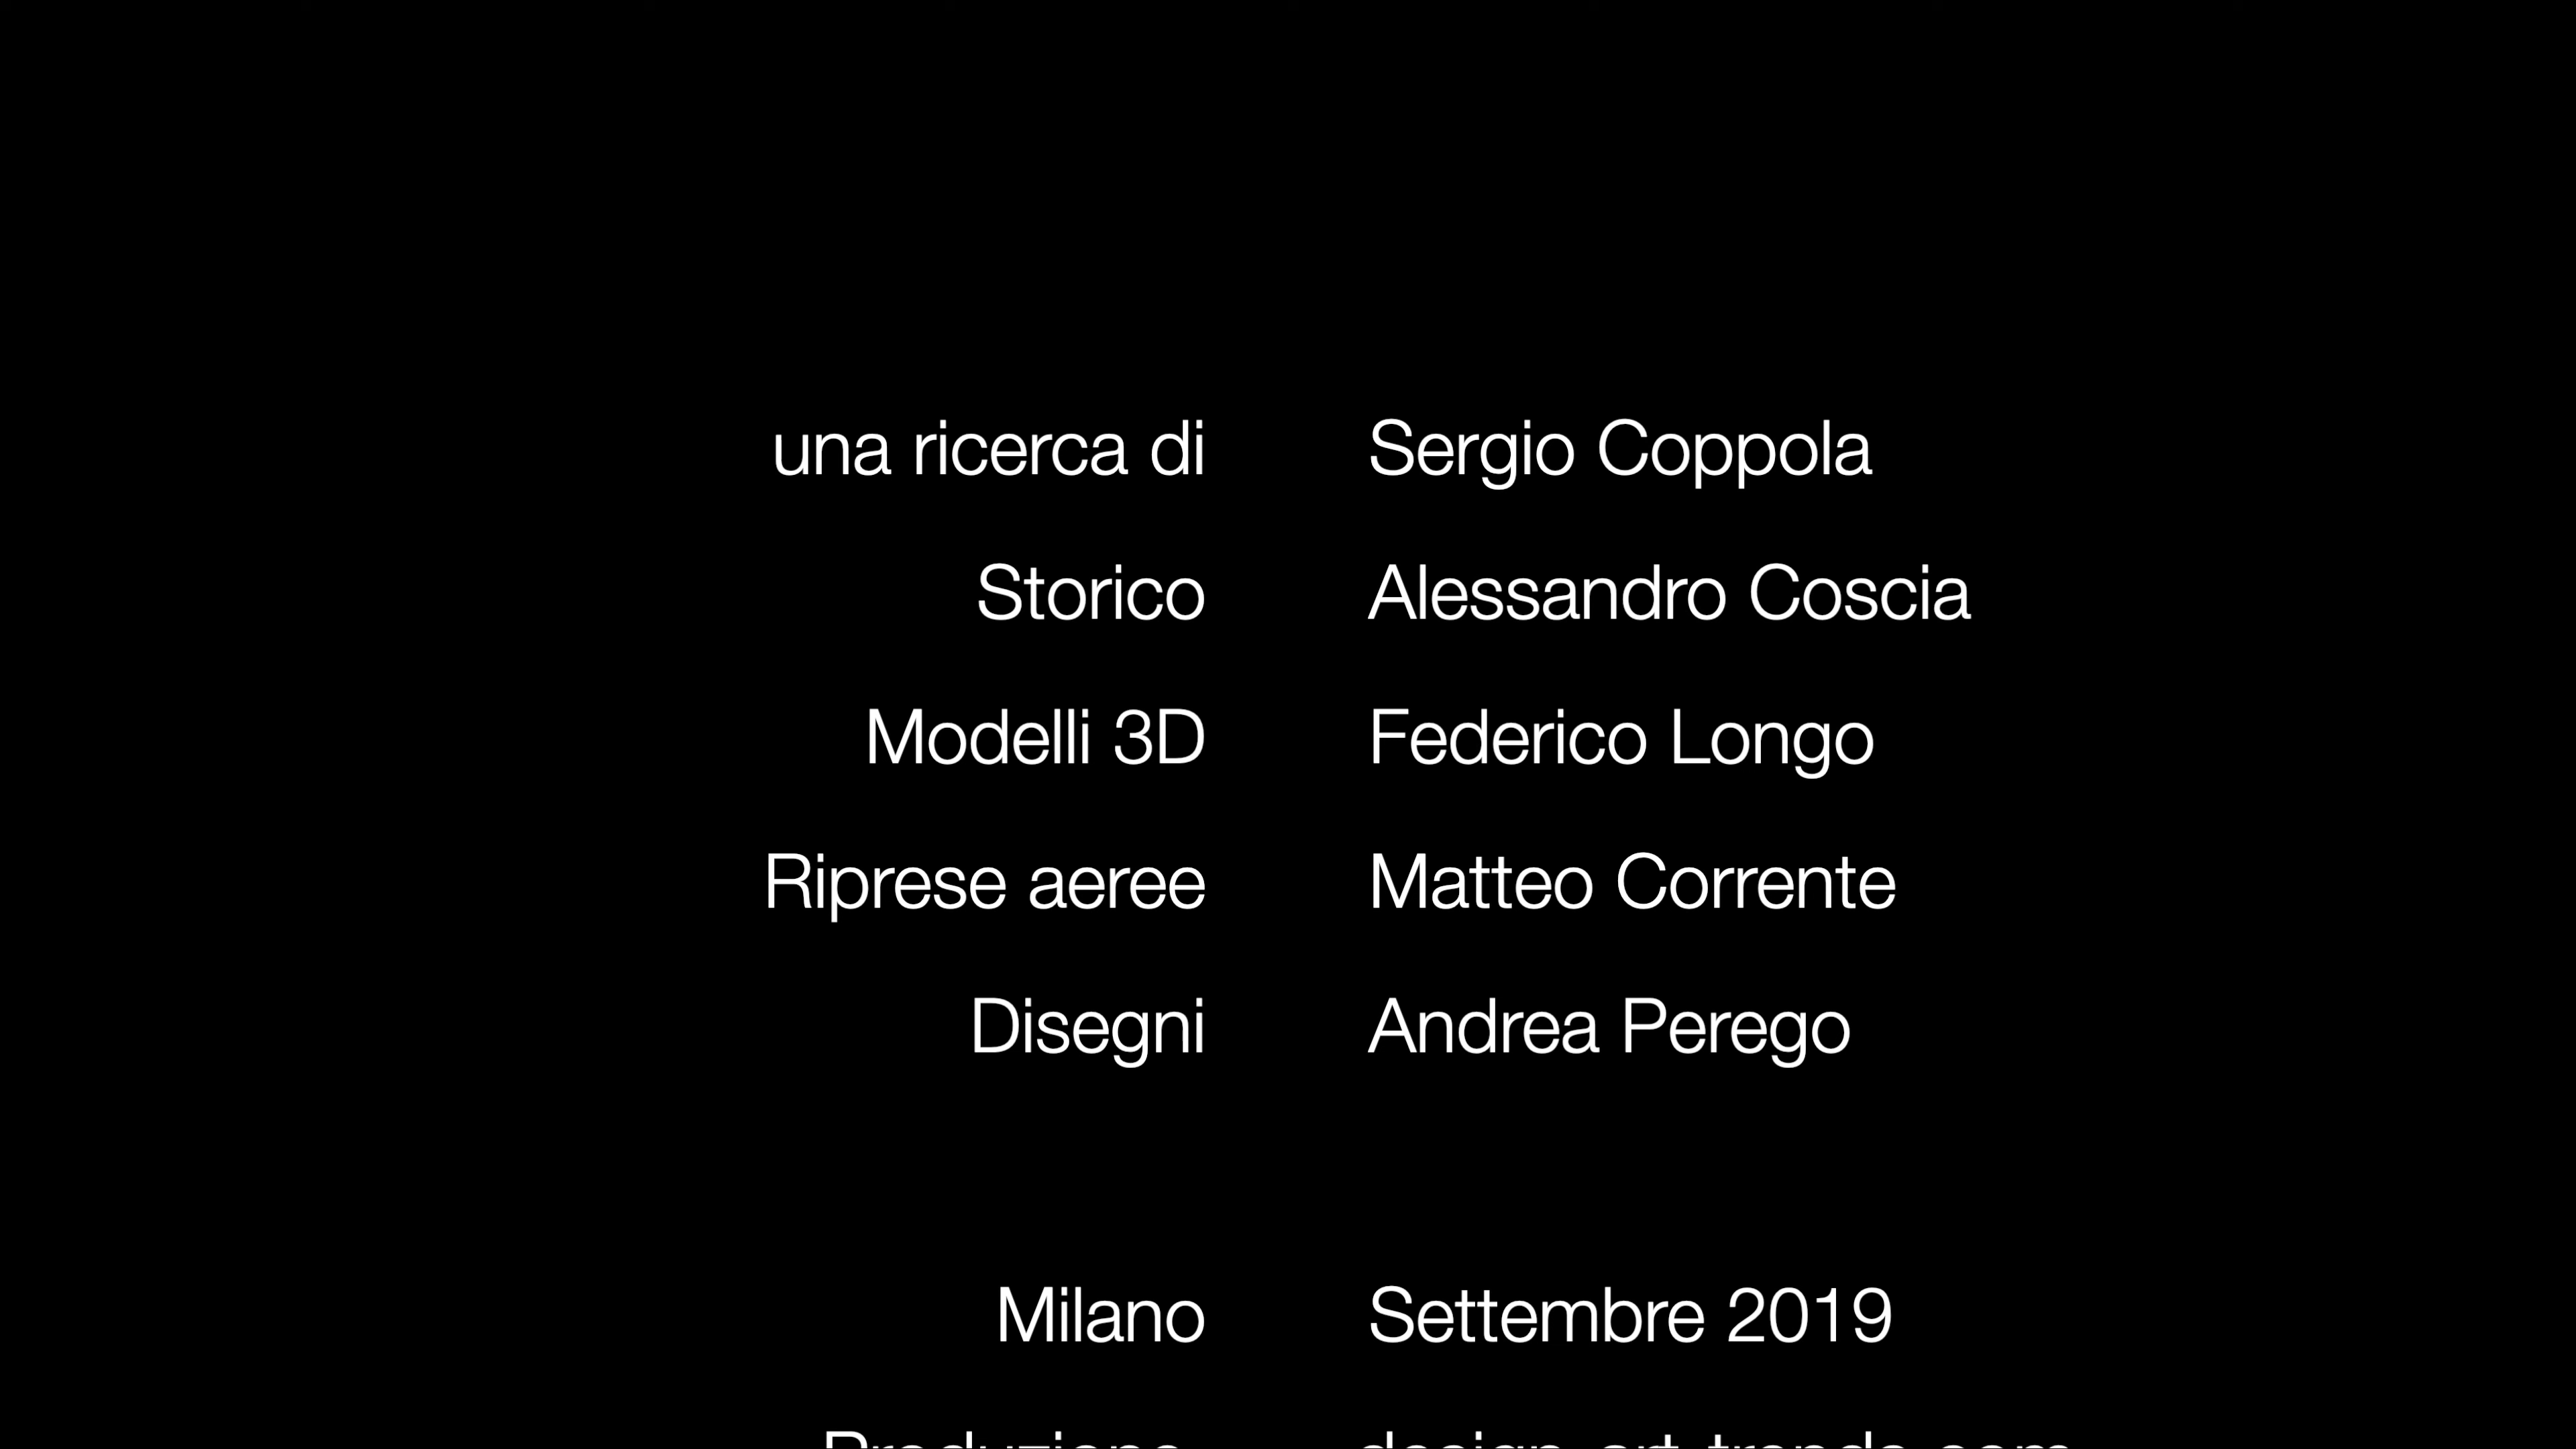 una ricerca di Sergio Coppola
Storico Alessandro Coscia
Modelli 3D Federico Longo
Riprese aeree Matteo Corrente
Disegni Andrea Perego
Milano Settembre 2019
Produzione